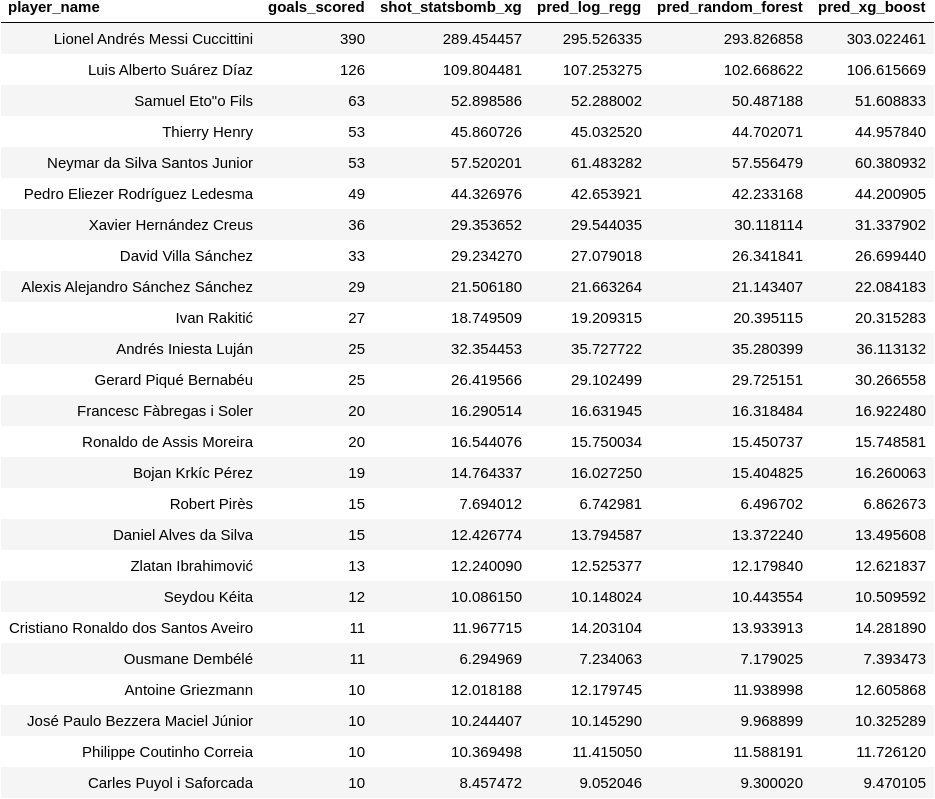 player_name goals_scored shot_statsbomb_xg pred_log_regg pred_random_forest pred_xg_boost
Lionel Andrés Messi Cuccittini 390 289.454457 295.526335 293.826858 303.022461
Luis Alberto Suárez Díaz 126 109.804481 107.253275 102.668622 106.615669
Samuel Eto"o Fils 63 52.898586 52.288002 50.487188 51.608833
Thierry Henry 53 45.860726 45.032520 44.702071 44.957840
Neymar da Silva Santos Junior 53 57.520201 61.483282 57.556479 60.380932
Pedro Eliezer Rodríguez Ledesma 49 44.326976 42.653921 42.233168 44.200905
Xavier Hernández Creus 36 29.353652 29.544035 30.118114 31.337902
David Villa Sánchez 33 29.234270 27.079018 26.341841 26.699440
Alexis Alejandro Sánchez Sánchez 29 21.506180 21.663264 21.143407 22.084183
Ivan Rakitić 27 18.749509 19.209315 20.395115 20.315283
Andrés Iniesta Luján 25 32.354453 35.727722 35.280399 36.113132
Gerard Piqué Bernabéu 25 26.419566 29.102499 29.725151 30.266558
Francesc Fàbregas i Soler 20 16.290514 16.631945 16.318484 16.922480
Ronaldo de Assis Moreira 20 16.544076 15.750034 15.450737 15.748581
Bojan Krkíc Pérez 19 14.764337 16.027250 15.404825 16.260063
Robert Pirès 15 7.694012 6.742981 6.496702 6.862673
Daniel Alves da Silva 15 12.426774 13.794587 13.372240 13.495608
Zlatan Ibrahimović 13 12.240090 12.525377 12.179840 12.621837
Seydou Kéita 12 10.086150 10.148024 10.443554 10.509592
Cristiano Ronaldo dos Santos Aveiro 11 11.967715 14.203104 13.933913 14.281890
Ousmane Dembélé 11 6.294969 7.234063 7.179025 7.393473
Antoine Griezmann 10 12.018188 12.179745 11.938998 12.605868
José Paulo Bezzera Maciel Júnior 10 10.244407 10.145290 9.968899 10.325289
Philippe Coutinho Correia 10 10.369498 11.415050 11.588191 11.726120
Carles Puyol i Saforcada 10 8.457472 9.052046 9.300020 9.470105